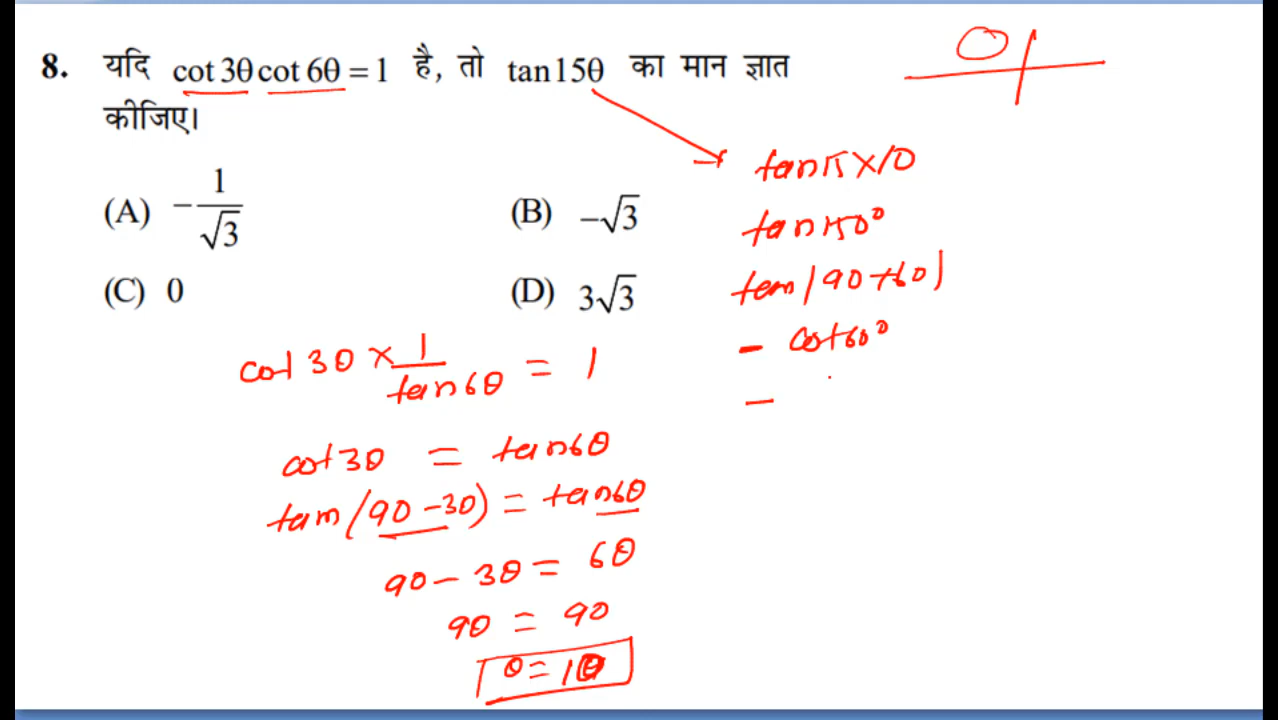 8. यदि cot 3θ cot 6θ = 1 है, तो tan 15θ का मान ज्ञात
कीजिए।
(A) -1/√3
(B) -√3
(C) 0
(D) 3√3
cot 3θ × 1/tan 6θ = 1
cot 3θ = tan 6θ
tan (90 - 3θ) = tan 6θ
90 - 3θ = 6θ
90 = 9θ
θ = 10
tan 15 × 10
tan 150°
tan (90 + 60)
- cot 60°
-